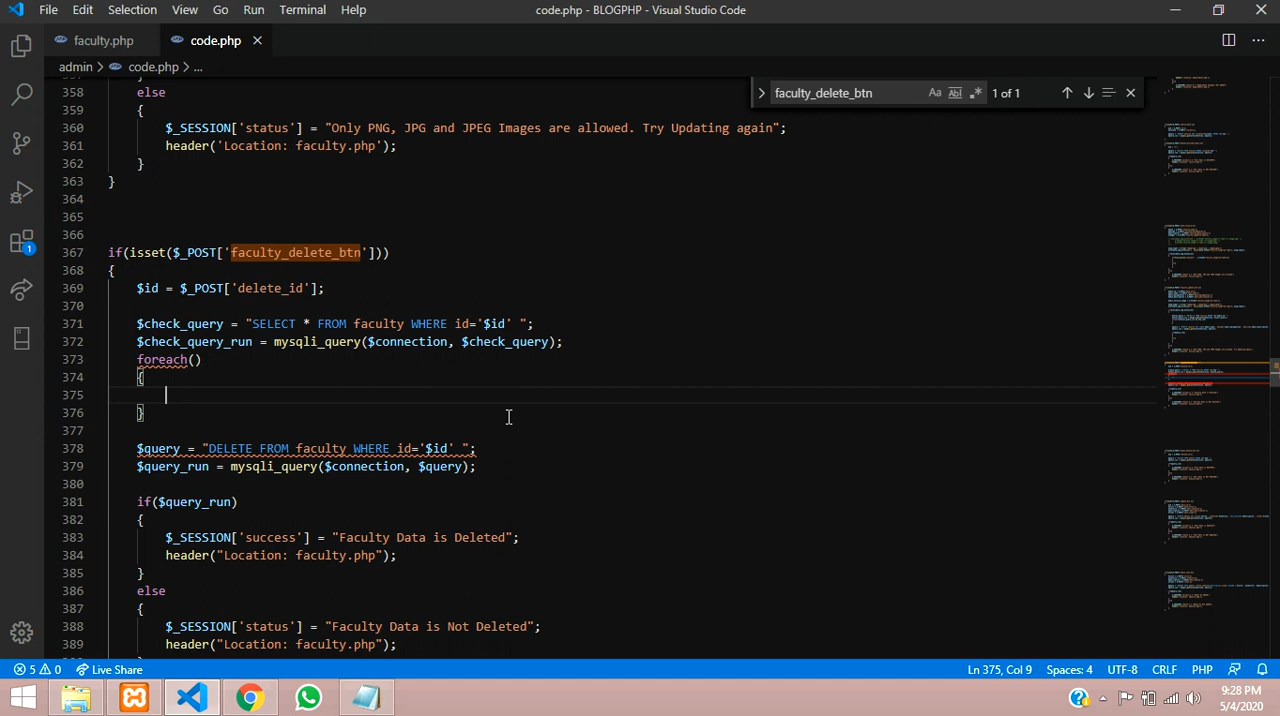 File Edit Selection View Go Run Terminal Help code.php - BLOGPHP - Visual Studio Code
faculty.php code.php
admin > code.php > ...
faculty_delete_btn Aa Abl 1 of 1
358 else
{
360 $_SESSION['status'] = "Only PNG, JPG and JPEG Images are allowed. Try Updating again";
361 header('Location: faculty.php');
362 }
363 }
364
365
366
367 if(isset($_POST['faculty_delete_btn']))
368 {
369 $id = $_POST['delete_id'];
370
371 $check_query = "SELECT * FROM faculty WHERE id='$id' ";
372 $check_query_run = mysqli_query($connection, $check_query);
373 foreach()
374 {
376 }
377
378 $query = "DELETE FROM faculty WHERE id='$id' ";
379 $query_run = mysqli_query($connection, $query);
380
381 if($query_run)
382 {
383 $_SESSION['success'] = "Faculty Data is Deleted";
384 header("Location: faculty.php");
385 }
386 else
387 {
388 $_SESSION['status'] = "Faculty Data is Not Deleted";
389 header("Location: faculty.php");
5 0 Live Share Ln 375, Col 9 Spaces: 4 UTF-8 CRLF PHP
9:28 PM
5/4/2020